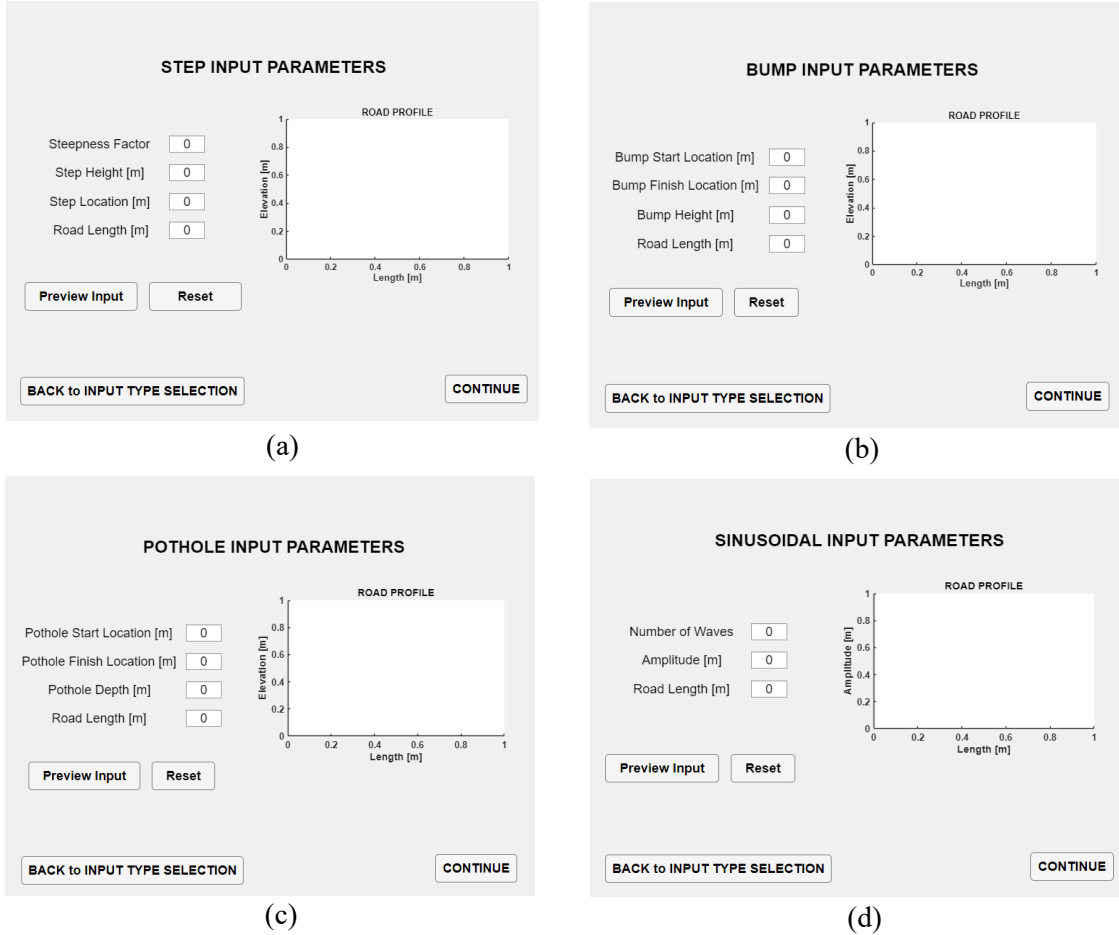 STEP INPUT PARAMETERS
ROAD PROFILE
Steepness Factor 0
Step Height [m] 0
Step Location [m] 0
Road Length [m] 0
Elevation [m]
1
0.8
0.6
0.4
0.2
0
0 0.2 0.4 0.6 0.8 1
Length [m]
Preview Input Reset
BACK to INPUT TYPE SELECTION CONTINUE
(a)
BUMP INPUT PARAMETERS
ROAD PROFILE
Bump Start Location [m] 0
Bump Finish Location [m] 0
Bump Height [m] 0
Road Length [m] 0
Elevation [m]
1
0.8
0.6
0.4
0.2
0
0 0.2 0.4 0.6 0.8 1
Length [m]
Preview Input Reset
BACK to INPUT TYPE SELECTION CONTINUE
(b)
POTHOLE INPUT PARAMETERS
ROAD PROFILE
Pothole Start Location [m] 0
Pothole Finish Location [m] 0
Pothole Depth [m] 0
Road Length [m] 0
Elevation [m]
1
0.8
0.6
0.4
0.2
0
0 0.2 0.4 0.6 0.8 1
Length [m]
Preview Input Reset
BACK to INPUT TYPE SELECTION CONTINUE
(c)
SINUSOIDAL INPUT PARAMETERS
ROAD PROFILE
Number of Waves 0
Amplitude [m] 0
Road Length [m] 0
Amplitude [m]
1
0.8
0.6
0.4
0.2
0
0 0.2 0.4 0.6 0.8 1
Length [m]
Preview Input Reset
BACK to INPUT TYPE SELECTION CONTINUE
(d)